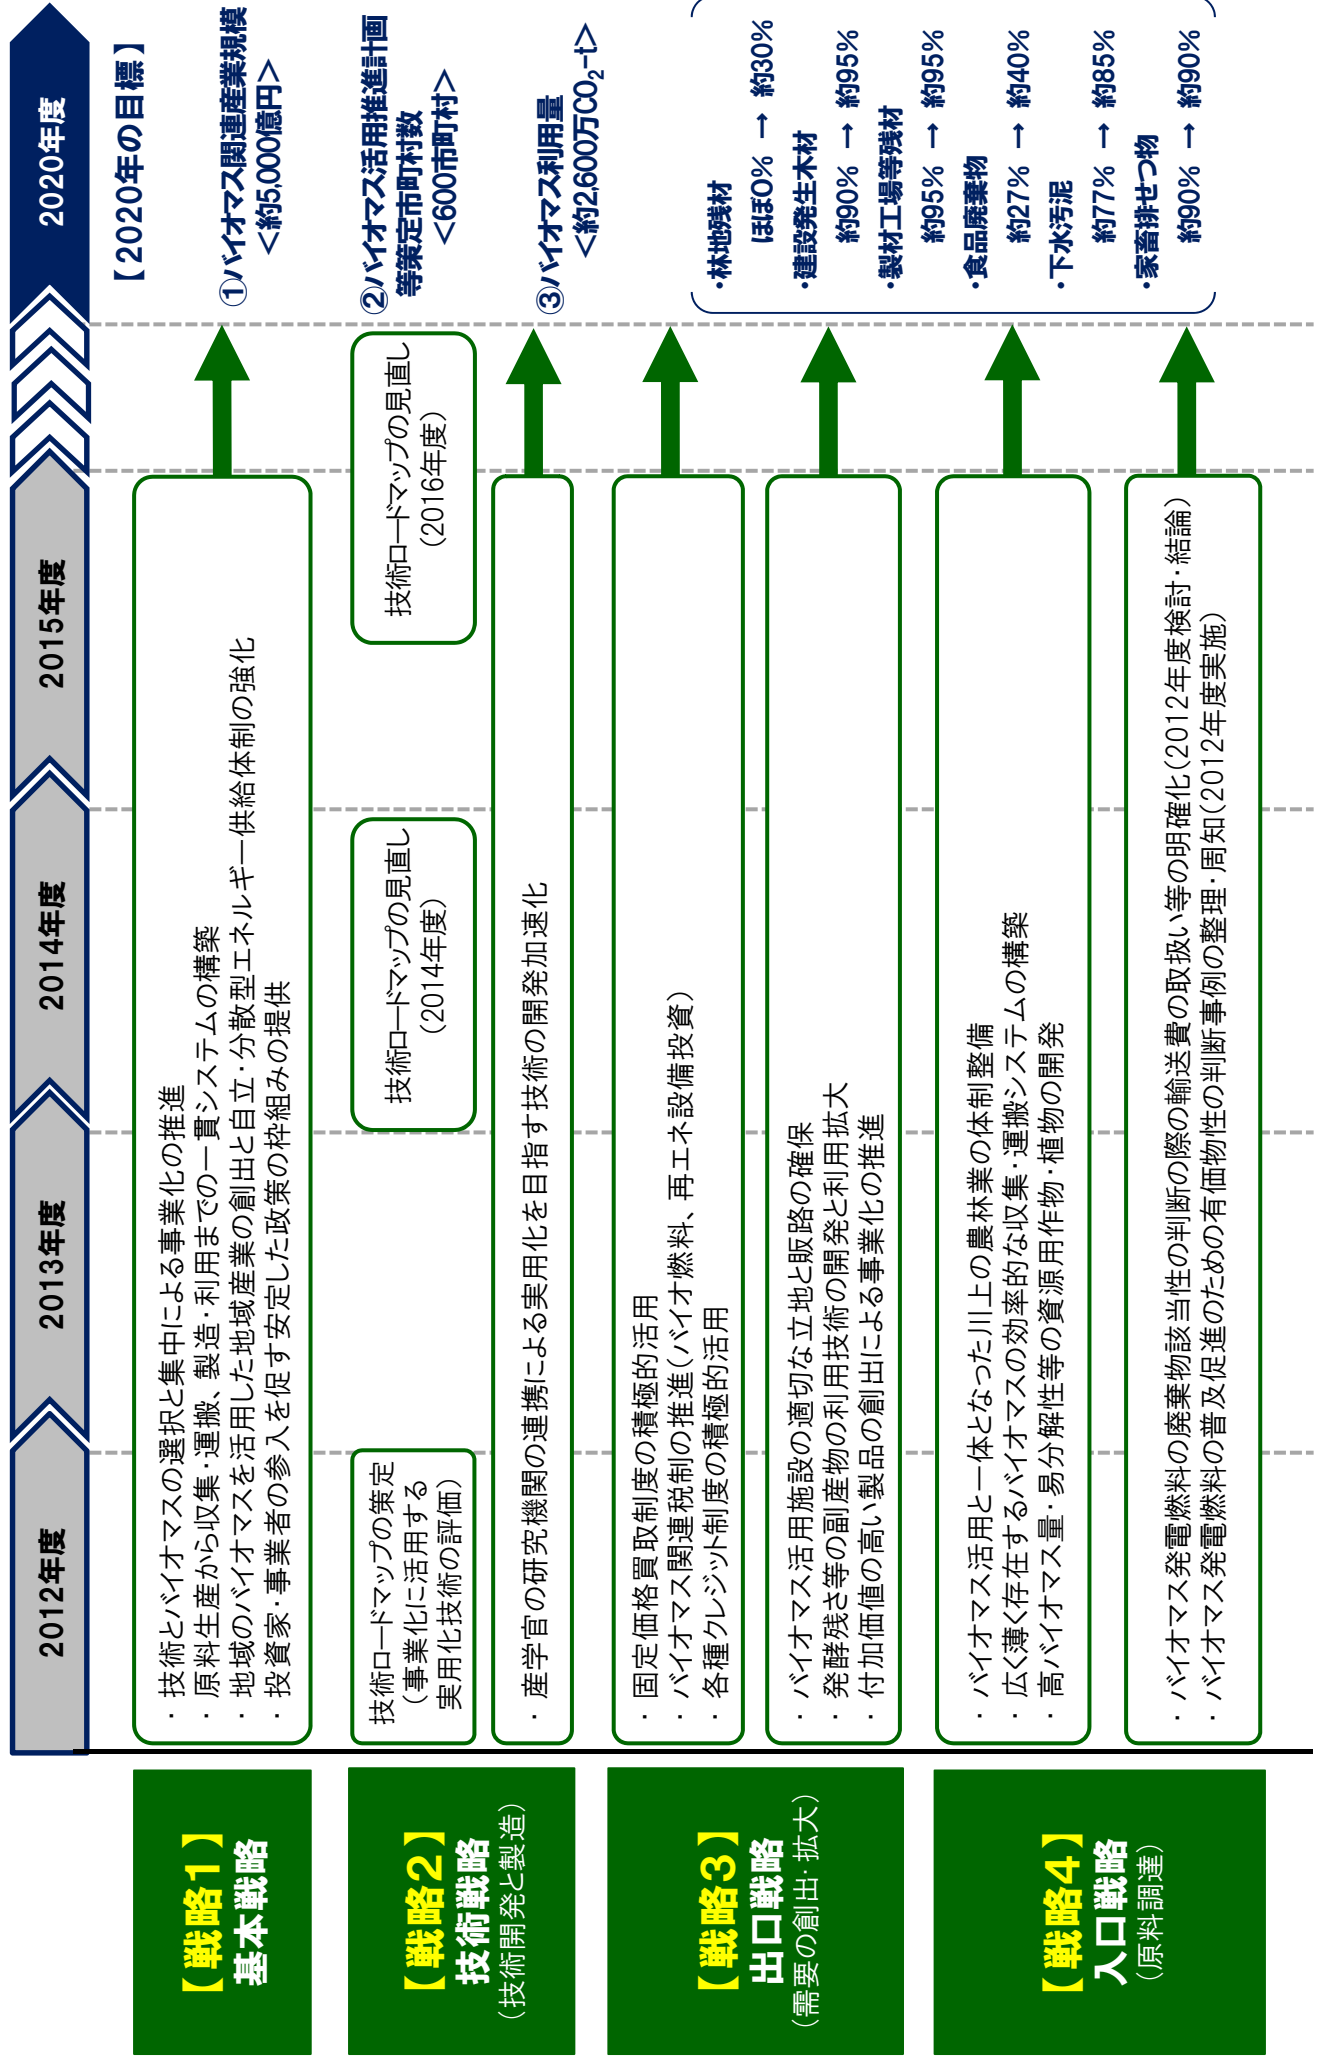 2012年度
2013年度
2014年度
2015年度
2020年度
【戦略1】
基本戦略
・ 技術とバイオマスの選択と集中による事業化の推進
・ 原料生産から収集・運搬、製造・利用までの一貫システムの構築
・ 地域のバイオマスを活用した地域産業の創出と自立・分散型エネルギー供給体制の強化
・ 投資家・事業者の参入を促す安定した政策の枠組みの提供
【戦略2】
技術戦略
（技術開発と製造）
技術ロードマップの策定
（事業化に活用する
実用化技術の評価）
技術ロードマップの見直し
（2014年度）
技術ロードマップの見直し
（2016年度）
・ 産学官の研究機関の連携による実用化を目指す技術の開発加速化
【戦略3】
出口戦略
（需要の創出・拡大）
・ 固定価格買取制度の積極的活用
・ バイオマス関連税制の推進（バイオ燃料、再エネ設備投資）
・ 各種クレジット制度の積極的活用
・ バイオマス活用施設の適切な立地と販路の確保
・ 発酵残さ等の副産物の利用技術の開発と利用拡大
・ 付加価値の高い製品の創出による事業化の推進
【戦略4】
入口戦略
（原料調達）
・ バイオマス活用と一体となった川上の農林業の体制整備
・ 広く薄く存在するバイオマスの効率的な収集・運搬システムの構築
・ 高バイオマス量・易分解性等の資源用作物・植物の開発
・ バイオマス発電燃料の廃棄物該当性の判断の際の輸送費の取扱い等の明確化（2012年度検討・結論）
・ バイオマス発電燃料の普及促進のための有価物性の判断事例の整理・周知（2012年度実施）
【2020年の目標】
①バイオマス関連産業規模
＜約5,000億円＞
②バイオマス活用推進計画
等策定市町村数
＜600市町村＞
③バイオマス利用量
＜約2,600万CO₂-t＞
・林地残材
ほぼ0% → 約30%
・建設発生木材
約90% → 約95%
・製材工場等残材
約95% → 約95%
・食品廃棄物
約27% → 約40%
・下水汚泥
約77% → 約85%
・家畜排せつ物
約90% → 約90%